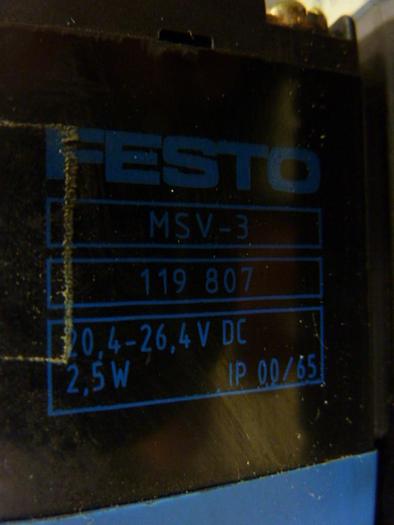 FESTO
MSV-3
119 807
20,4-26,4V DC
2,5W IP 00/65